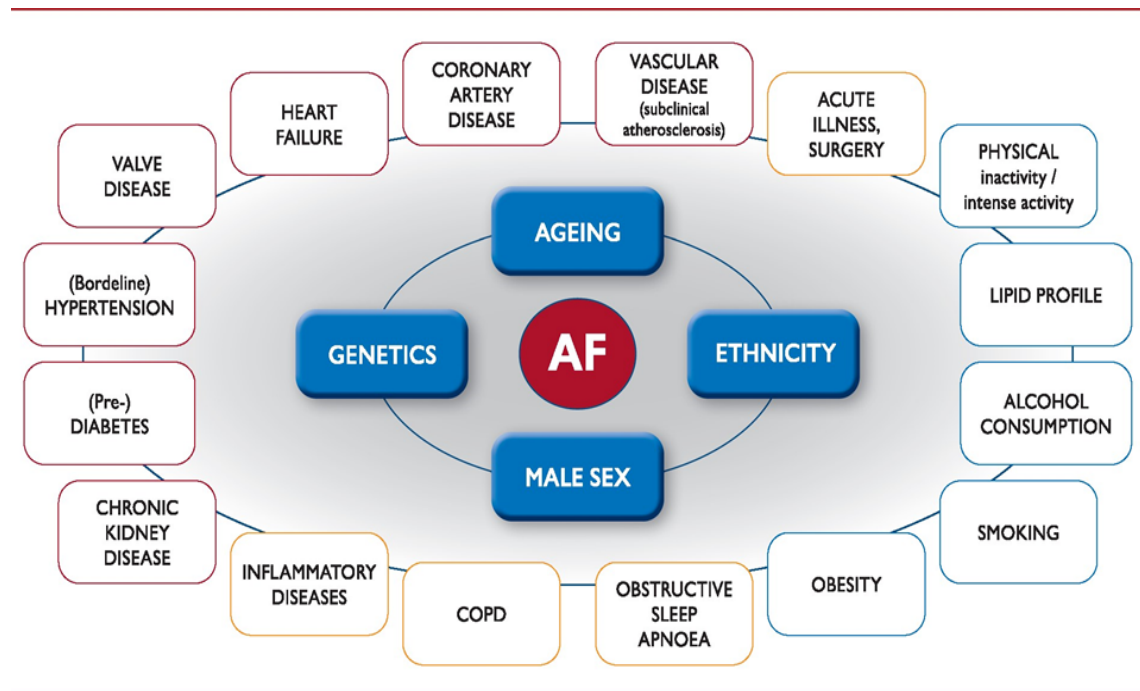 CORONARY
ARTERY
DISEASE
VASCULAR
DISEASE
(subclinical
atherosclerosis)
HEART
FAILURE
ACUTE
ILLNESS,
SURGERY
VALVE
DISEASE
PHYSICAL
inactivity /
intense activity
(Bordeline)
HYPERTENSION
LIPID PROFILE
(Pre-)
DIABETES
ALCOHOL
CONSUMPTION
CHRONIC
KIDNEY
DISEASE
SMOKING
INFLAMMATORY
DISEASES
COPD
OBSTRUCTIVE
SLEEP
APNOEA
OBESITY
AGEING
GENETICS
AF
ETHNICITY
MALE SEX